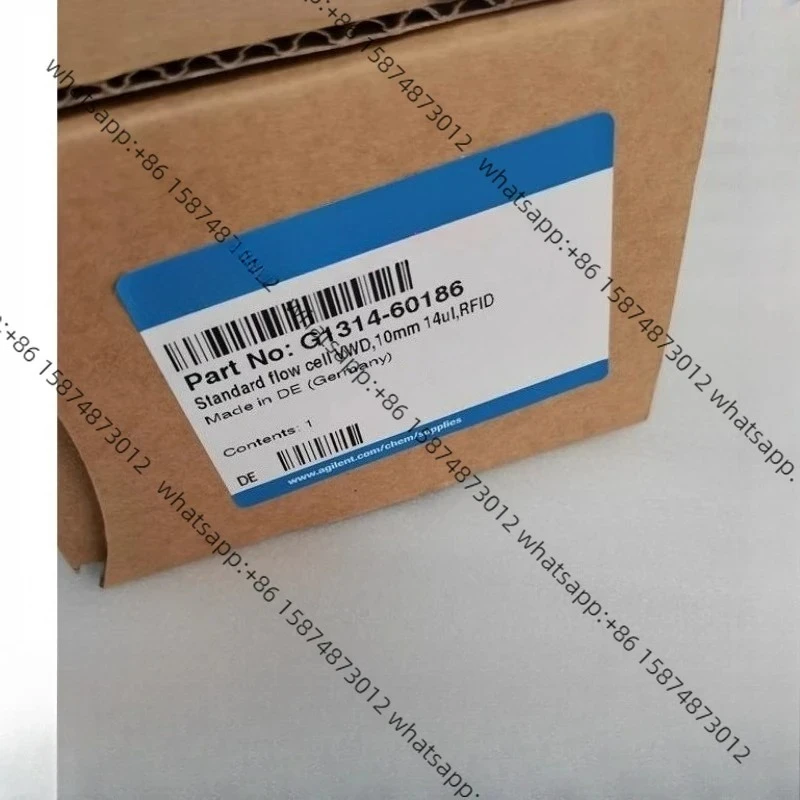 Part No: G1314-60186
Standard flow cell VWD,10mm 14ul,RFID
Made in DE (Germany)
Contents: 1
DE
www.agilent.com/chem/supplies
whatsapp:+86 15874873012
whatsapp:+86 15874873012
whatsapp:+86 15874873012
whatsapp:+86 15874873012
whatsapp:+86 15874873012
whatsapp:+86 15874873012